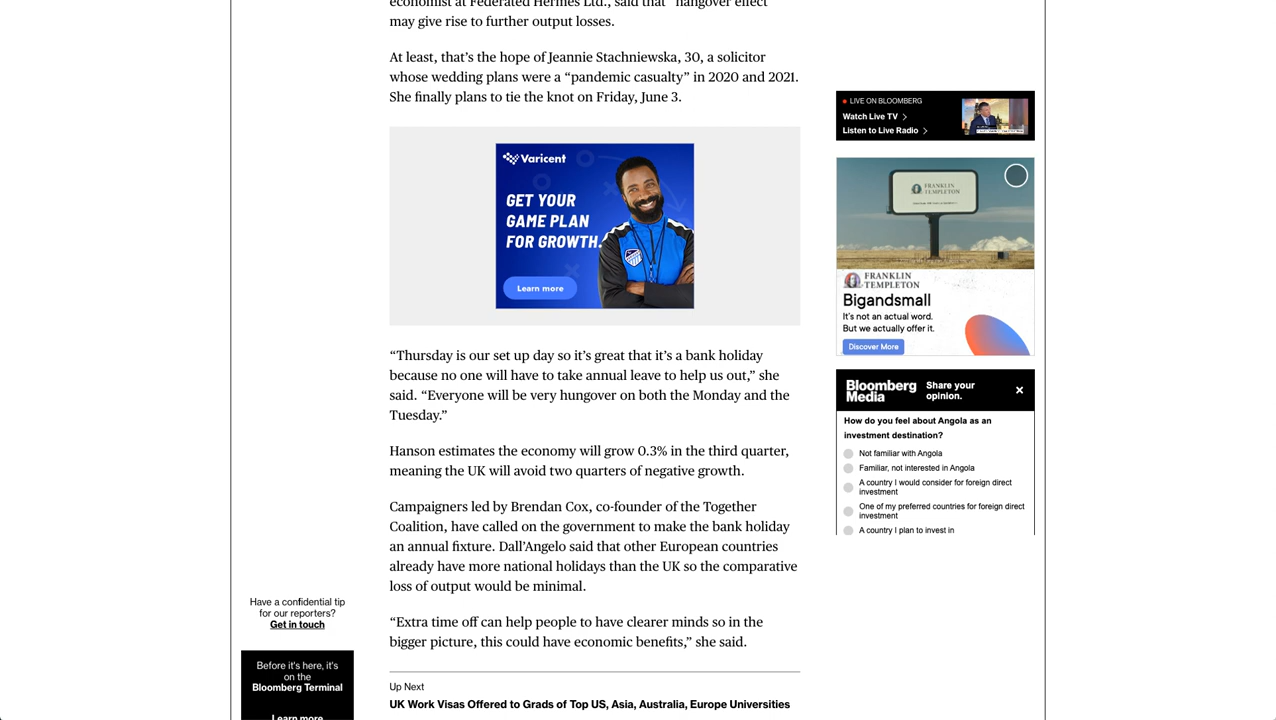 economist at Federated Hermes Ltd., said that “hangover effect”
may give rise to further output losses.
At least, that’s the hope of Jeannie Stachniewska, 30, a solicitor
whose wedding plans were a “pandemic casualty” in 2020 and 2021.
She finally plans to tie the knot on Friday, June 3.
Varicent
GET YOUR
GAME PLAN
FOR GROWTH.
Learn more
“Thursday is our set up day so it’s great that it’s a bank holiday
because no one will have to take annual leave to help us out,” she
said. “Everyone will be very hungover on both the Monday and the
Tuesday.”
Hanson estimates the economy will grow 0.3% in the third quarter,
meaning the UK will avoid two quarters of negative growth.
Campaigners led by Brendan Cox, co-founder of the Together
Coalition, have called on the government to make the bank holiday
an annual fixture. Dall’Angelo said that other European countries
already have more national holidays than the UK so the comparative
loss of output would be minimal.
“Extra time off can help people to have clearer minds so in the
bigger picture, this could have economic benefits,” she said.
Up Next
UK Work Visas Offered to Grads of Top US, Asia, Australia, Europe Universities
Have a confidential tip
for our reporters?
Get in touch
Before it's here, it's
on the
Bloomberg Terminal
Learn more
LIVE ON BLOOMBERG
Watch Live TV
Listen to Live Radio
FRANKLIN
TEMPLETON
FRANKLIN
TEMPLETON
Bigandsmall
It's not an actual word.
But we actually offer it.
Discover More
Bloomberg
Media
Share your
opinion.
How do you feel about Angola as an
investment destination?
Not familiar with Angola
Familiar, not interested in Angola
A country I would consider for foreign direct
investment
One of my preferred countries for foreign direct
investment
A country I plan to invest in